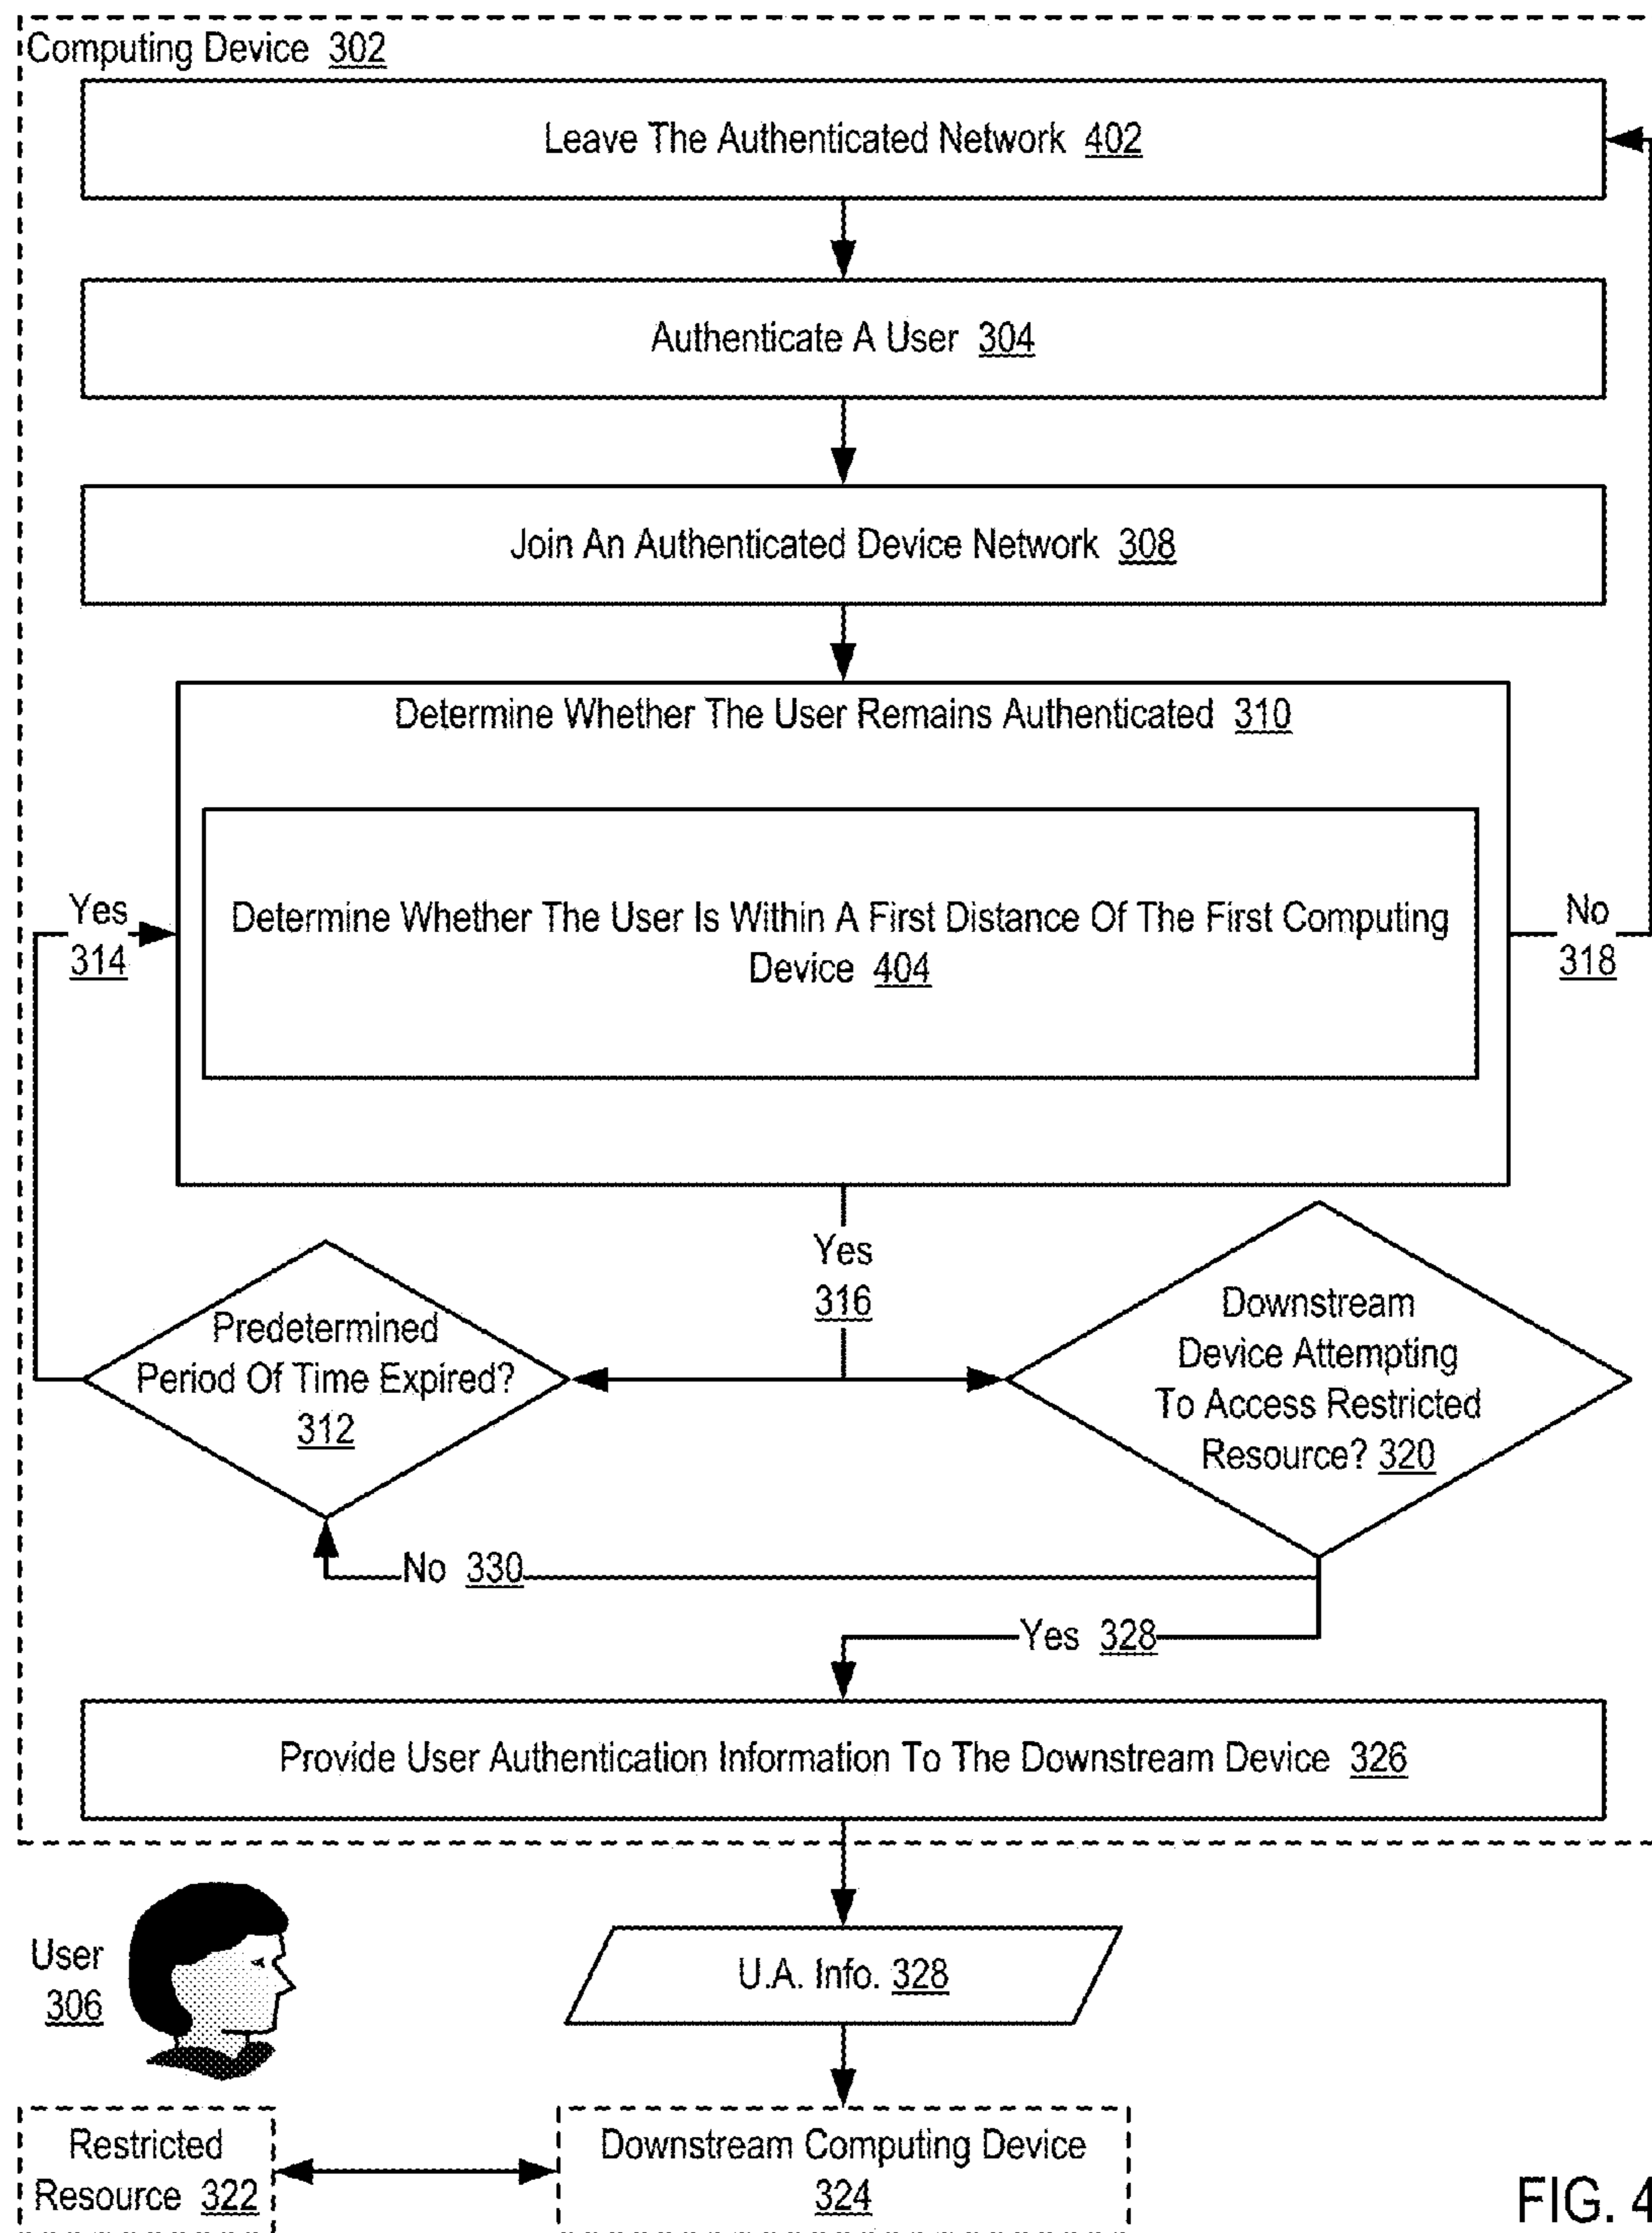 Computing Device 302
Leave The Authenticated Network 402
Authenticate A User 304
Join An Authenticated Device Network 308
Determine Whether The User Remains Authenticated 310
Determine Whether The User Is Within A First Distance Of The First Computing
Device 404
Yes
314
No
318
Yes
316
Predetermined
Period Of Time Expired?
312
Downstream
Device Attempting
To Access Restricted
Resource? 320
No 330
Yes 328
Provide User Authentication Information To The Downstream Device 326
User
306
U.A. Info. 328
Restricted
Resource 322
Downstream Computing Device
324
FIG. 4